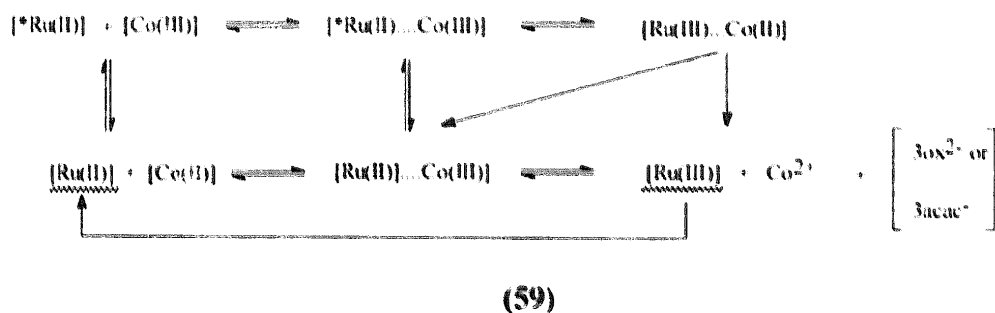 [*Ru(II)] + [Co(III)] [*Ru(II)....Co(III)] [Ru(III)...Co(II)]
[Ru(II)] + [Co(II)] [Ru(II)]....Co(III)] [Ru(III)] + Co2+ + 3ox2- or
3acac-
(59)